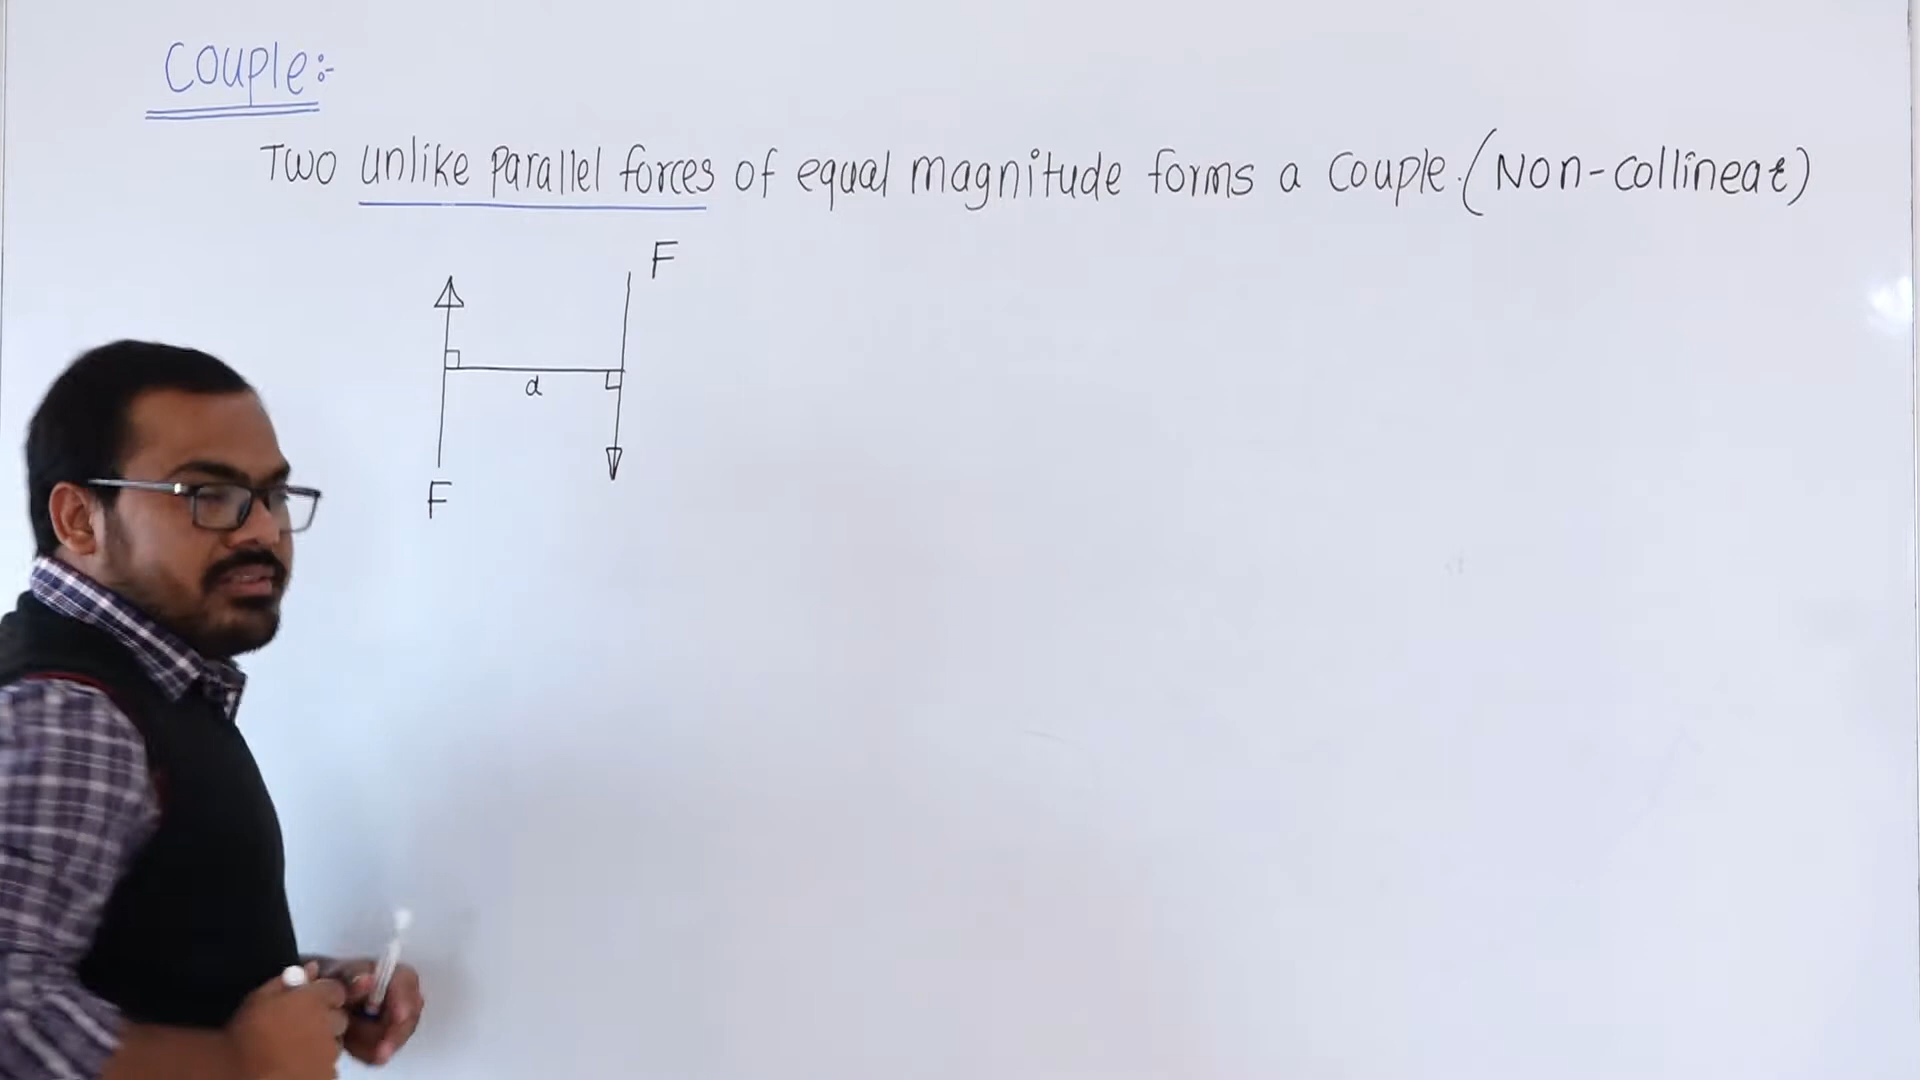 Couple:-
Two unlike parallel forces of equal magnitude forms a couple. (Non-collinear)
F
d
F